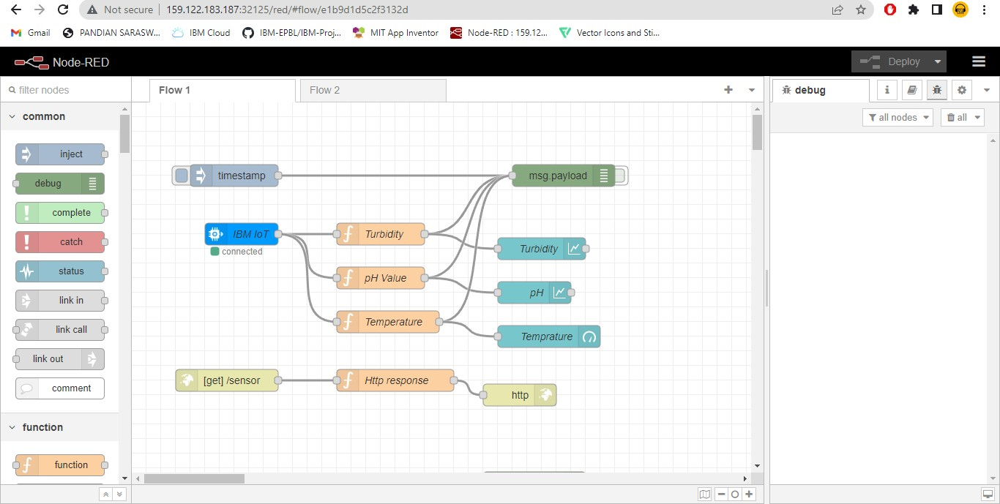 Not secure
159.122.183.187:32125/red/#flow/e1b9d1d5c2f3132d
Gmail
PANDIAN SARASW...
IBM Cloud
IBM-EPBL/IBM-Proj...
MIT App Inventor
Node-RED : 159.12...
Vector Icons and Sti...
Node-RED
Deploy
filter nodes
Flow 1
Flow 2
debug
i
common
all nodes
all
inject
debug
complete
catch
status
link in
link call
link out
comment
function
function
timestamp
msg.payload
IBM IoT
connected
Turbidity
Turbidity
pH Value
pH
Temperature
Temprature
[get] /sensor
Http response
http